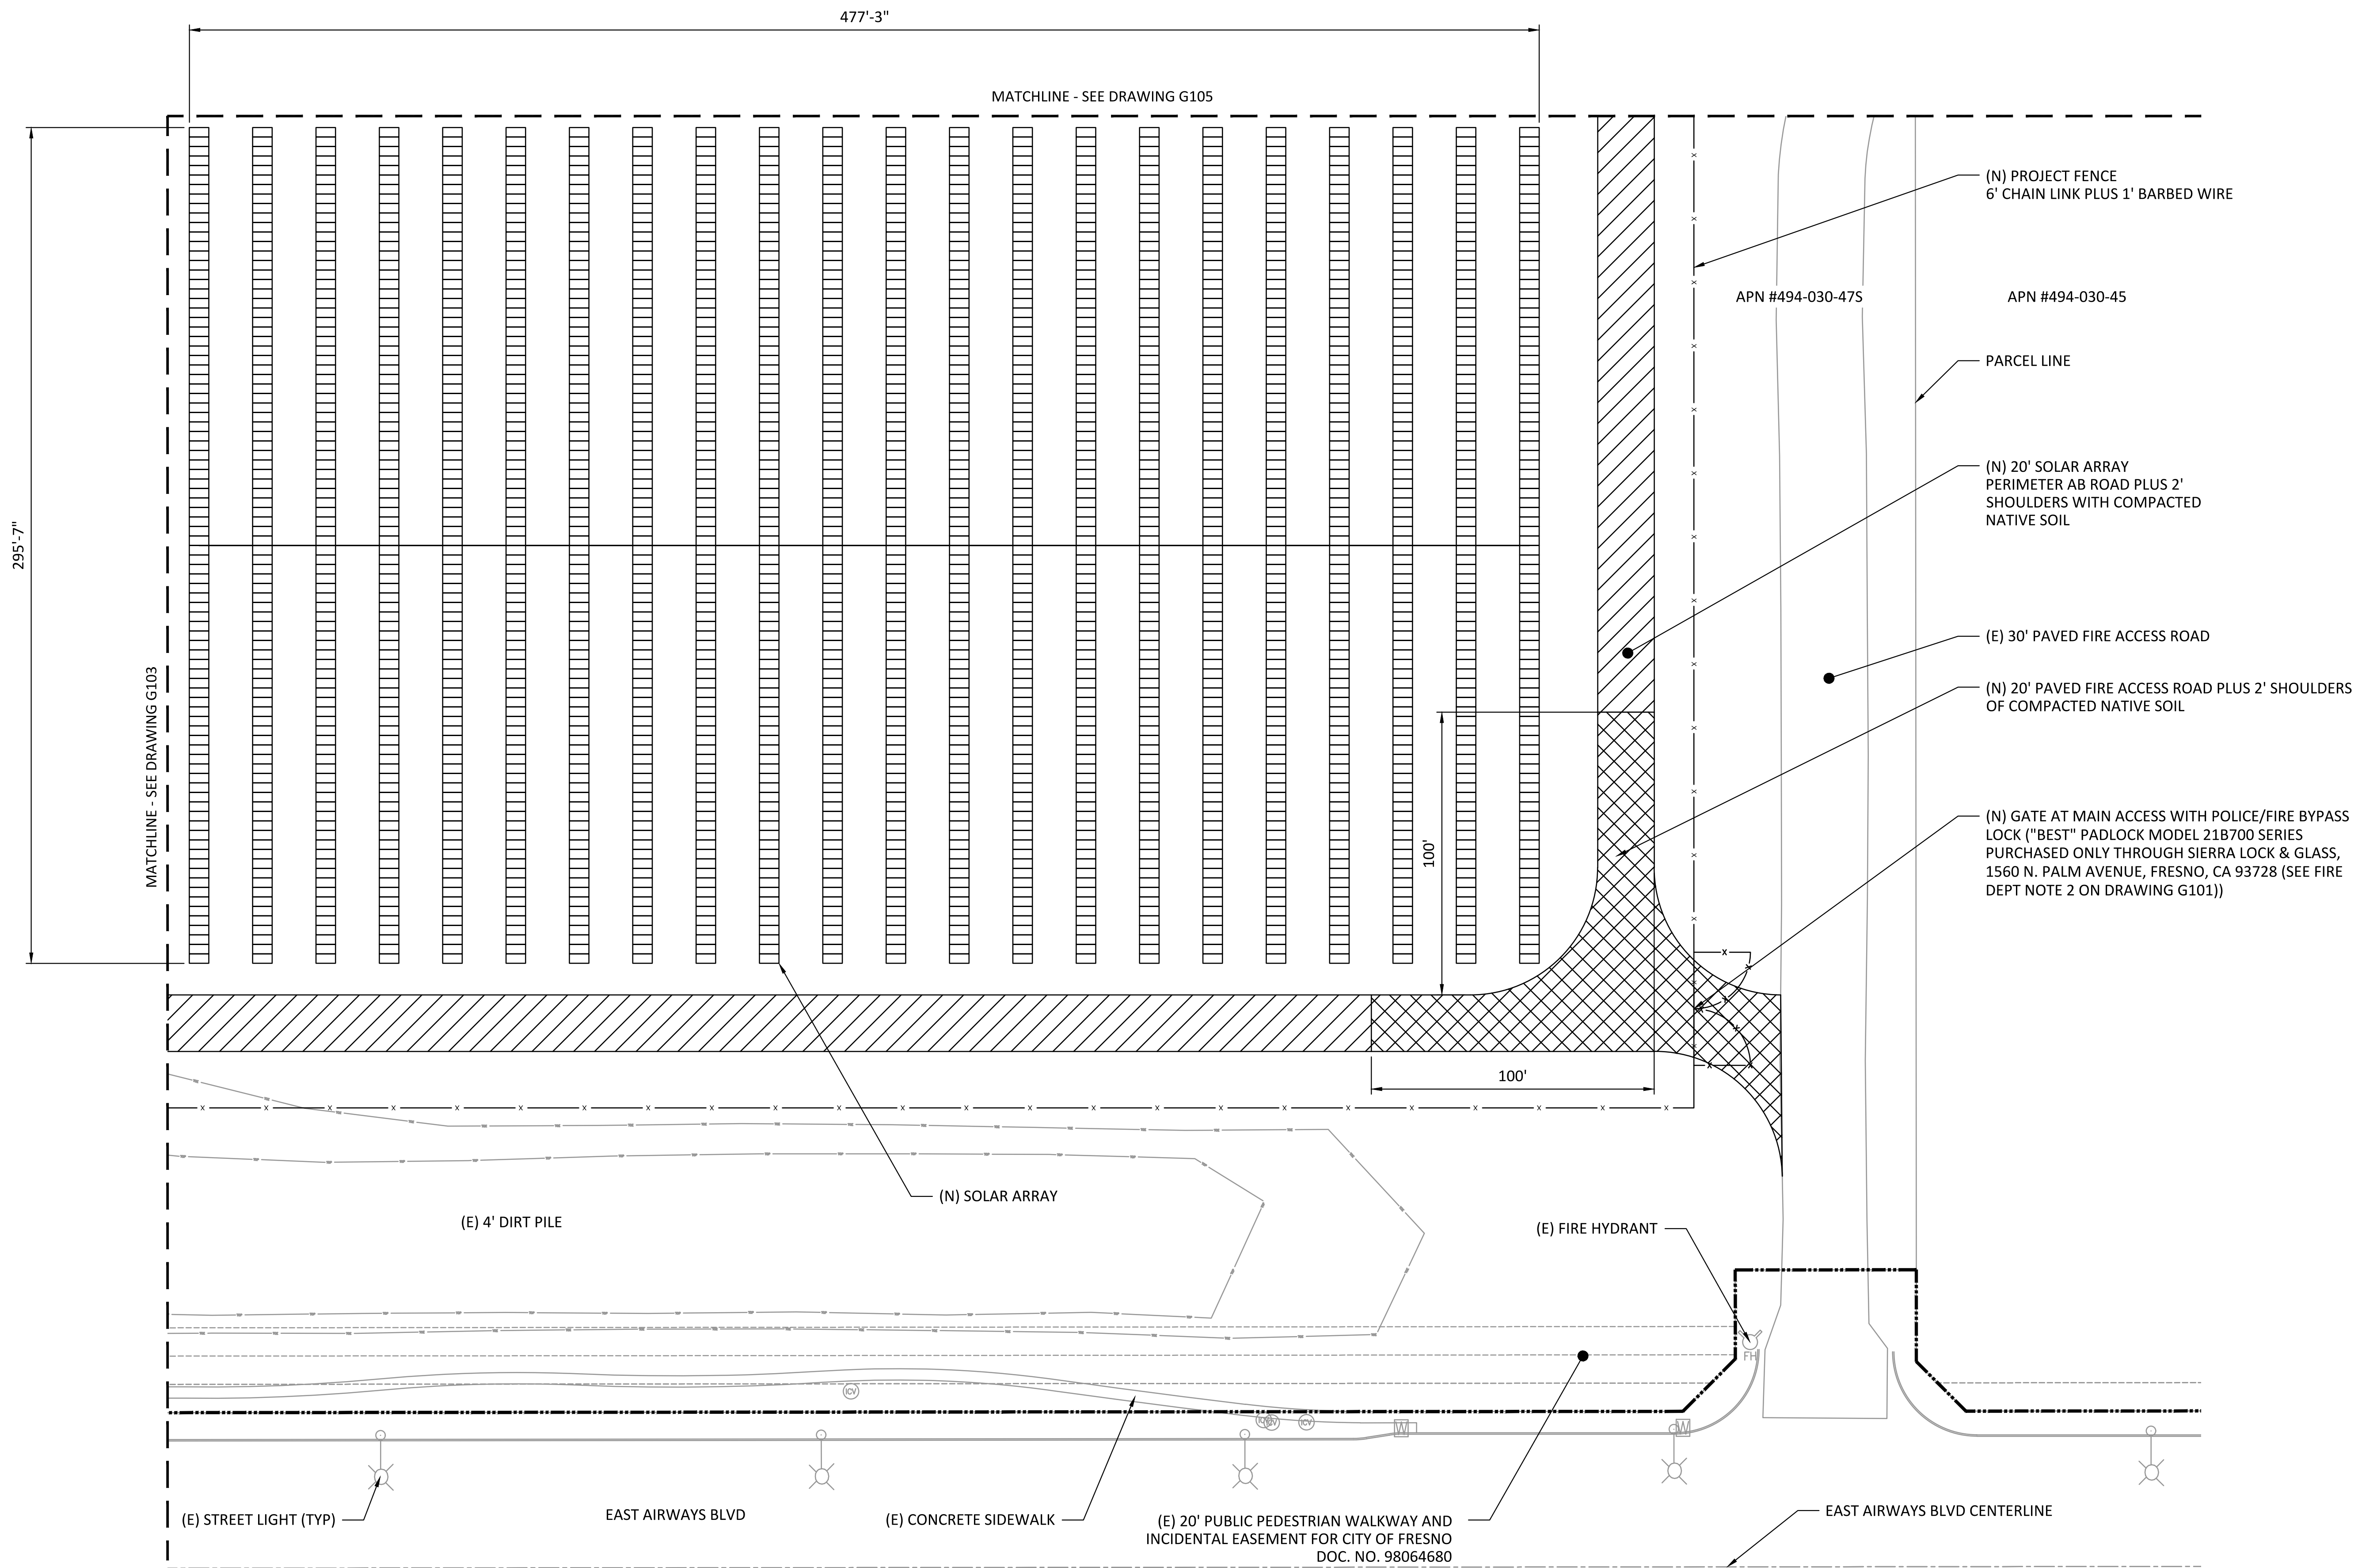 477'-3"
MATCHLINE - SEE DRAWING G105
(N) PROJECT FENCE
6' CHAIN LINK PLUS 1' BARBED WIRE
APN #494-030-47S
APN #494-030-45
PARCEL LINE
(N) 20' SOLAR ARRAY
PERIMETER AB ROAD PLUS 2'
SHOULDERS WITH COMPACTED
NATIVE SOIL
295'-7"
(E) 30' PAVED FIRE ACCESS ROAD
(N) 20' PAVED FIRE ACCESS ROAD PLUS 2' SHOULDERS
OF COMPACTED NATIVE SOIL
MATCHLINE - SEE DRAWING G103
100'
(N) GATE AT MAIN ACCESS WITH POLICE/FIRE BYPASS
LOCK ("BEST" PADLOCK MODEL 21B700 SERIES
PURCHASED ONLY THROUGH SIERRA LOCK & GLASS,
1560 N. PALM AVENUE, FRESNO, CA 93728 (SEE FIRE
DEPT NOTE 2 ON DRAWING G101))
100'
(N) SOLAR ARRAY
(E) 4' DIRT PILE
(E) FIRE HYDRANT
FH
ICV
ICV
ICV
ICV
W
W
(E) STREET LIGHT (TYP)
EAST AIRWAYS BLVD
(E) CONCRETE SIDEWALK
(E) 20' PUBLIC PEDESTRIAN WALKWAY AND
INCIDENTAL EASEMENT FOR CITY OF FRESNO
DOC. NO. 98064680
EAST AIRWAYS BLVD CENTERLINE